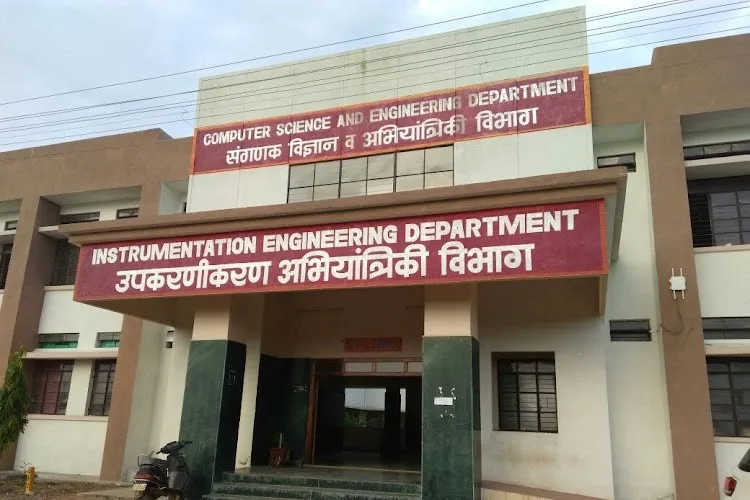 COMPUTER SCIENCE AND ENGINEERING DEPARTMENT
संगणक विज्ञान व अभियांत्रिकी विभाग
INSTRUMENTATION ENGINEERING DEPARTMENT
उपकरणीकरण अभियांत्रिकी विभाग